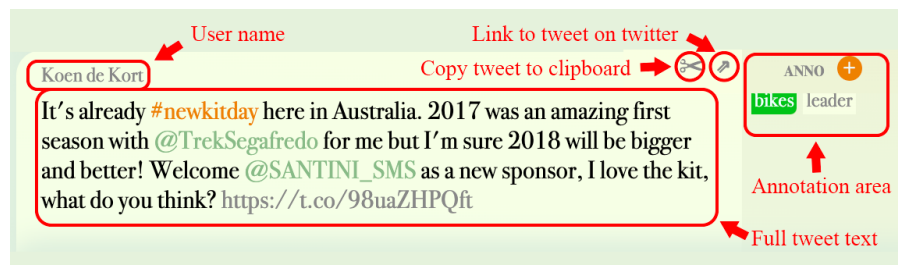 User name
Link to tweet on twitter
Copy tweet to clipboard
Koen de Kort
ANNO +
bikes leader
It's already #newkitday here in Australia. 2017 was an amazing first
season with @TrekSegafredo for me but I'm sure 2018 will be bigger
and better! Welcome @SANTINI_SMS as a new sponsor, I love the kit,
what do you think? https://t.co/98uaZHPQft
Annotation area
Full tweet text